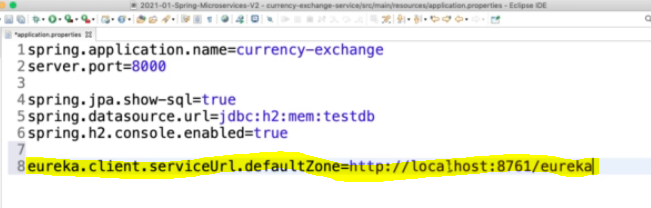 2021-01-Spring-Microservices-V2 - currency-exchange-service/src/main/resources/application.properties - Eclipse IDE
*application.properties
1 spring.application.name=currency-exchange
2 server.port=8000
3
4 spring.jpa.show-sql=true
5 spring.datasource.url=jdbc:h2:mem:testdb
6 spring.h2.console.enabled=true
7
8 eureka.client.serviceUrl.defaultZone=http://localhost:8761/eureka